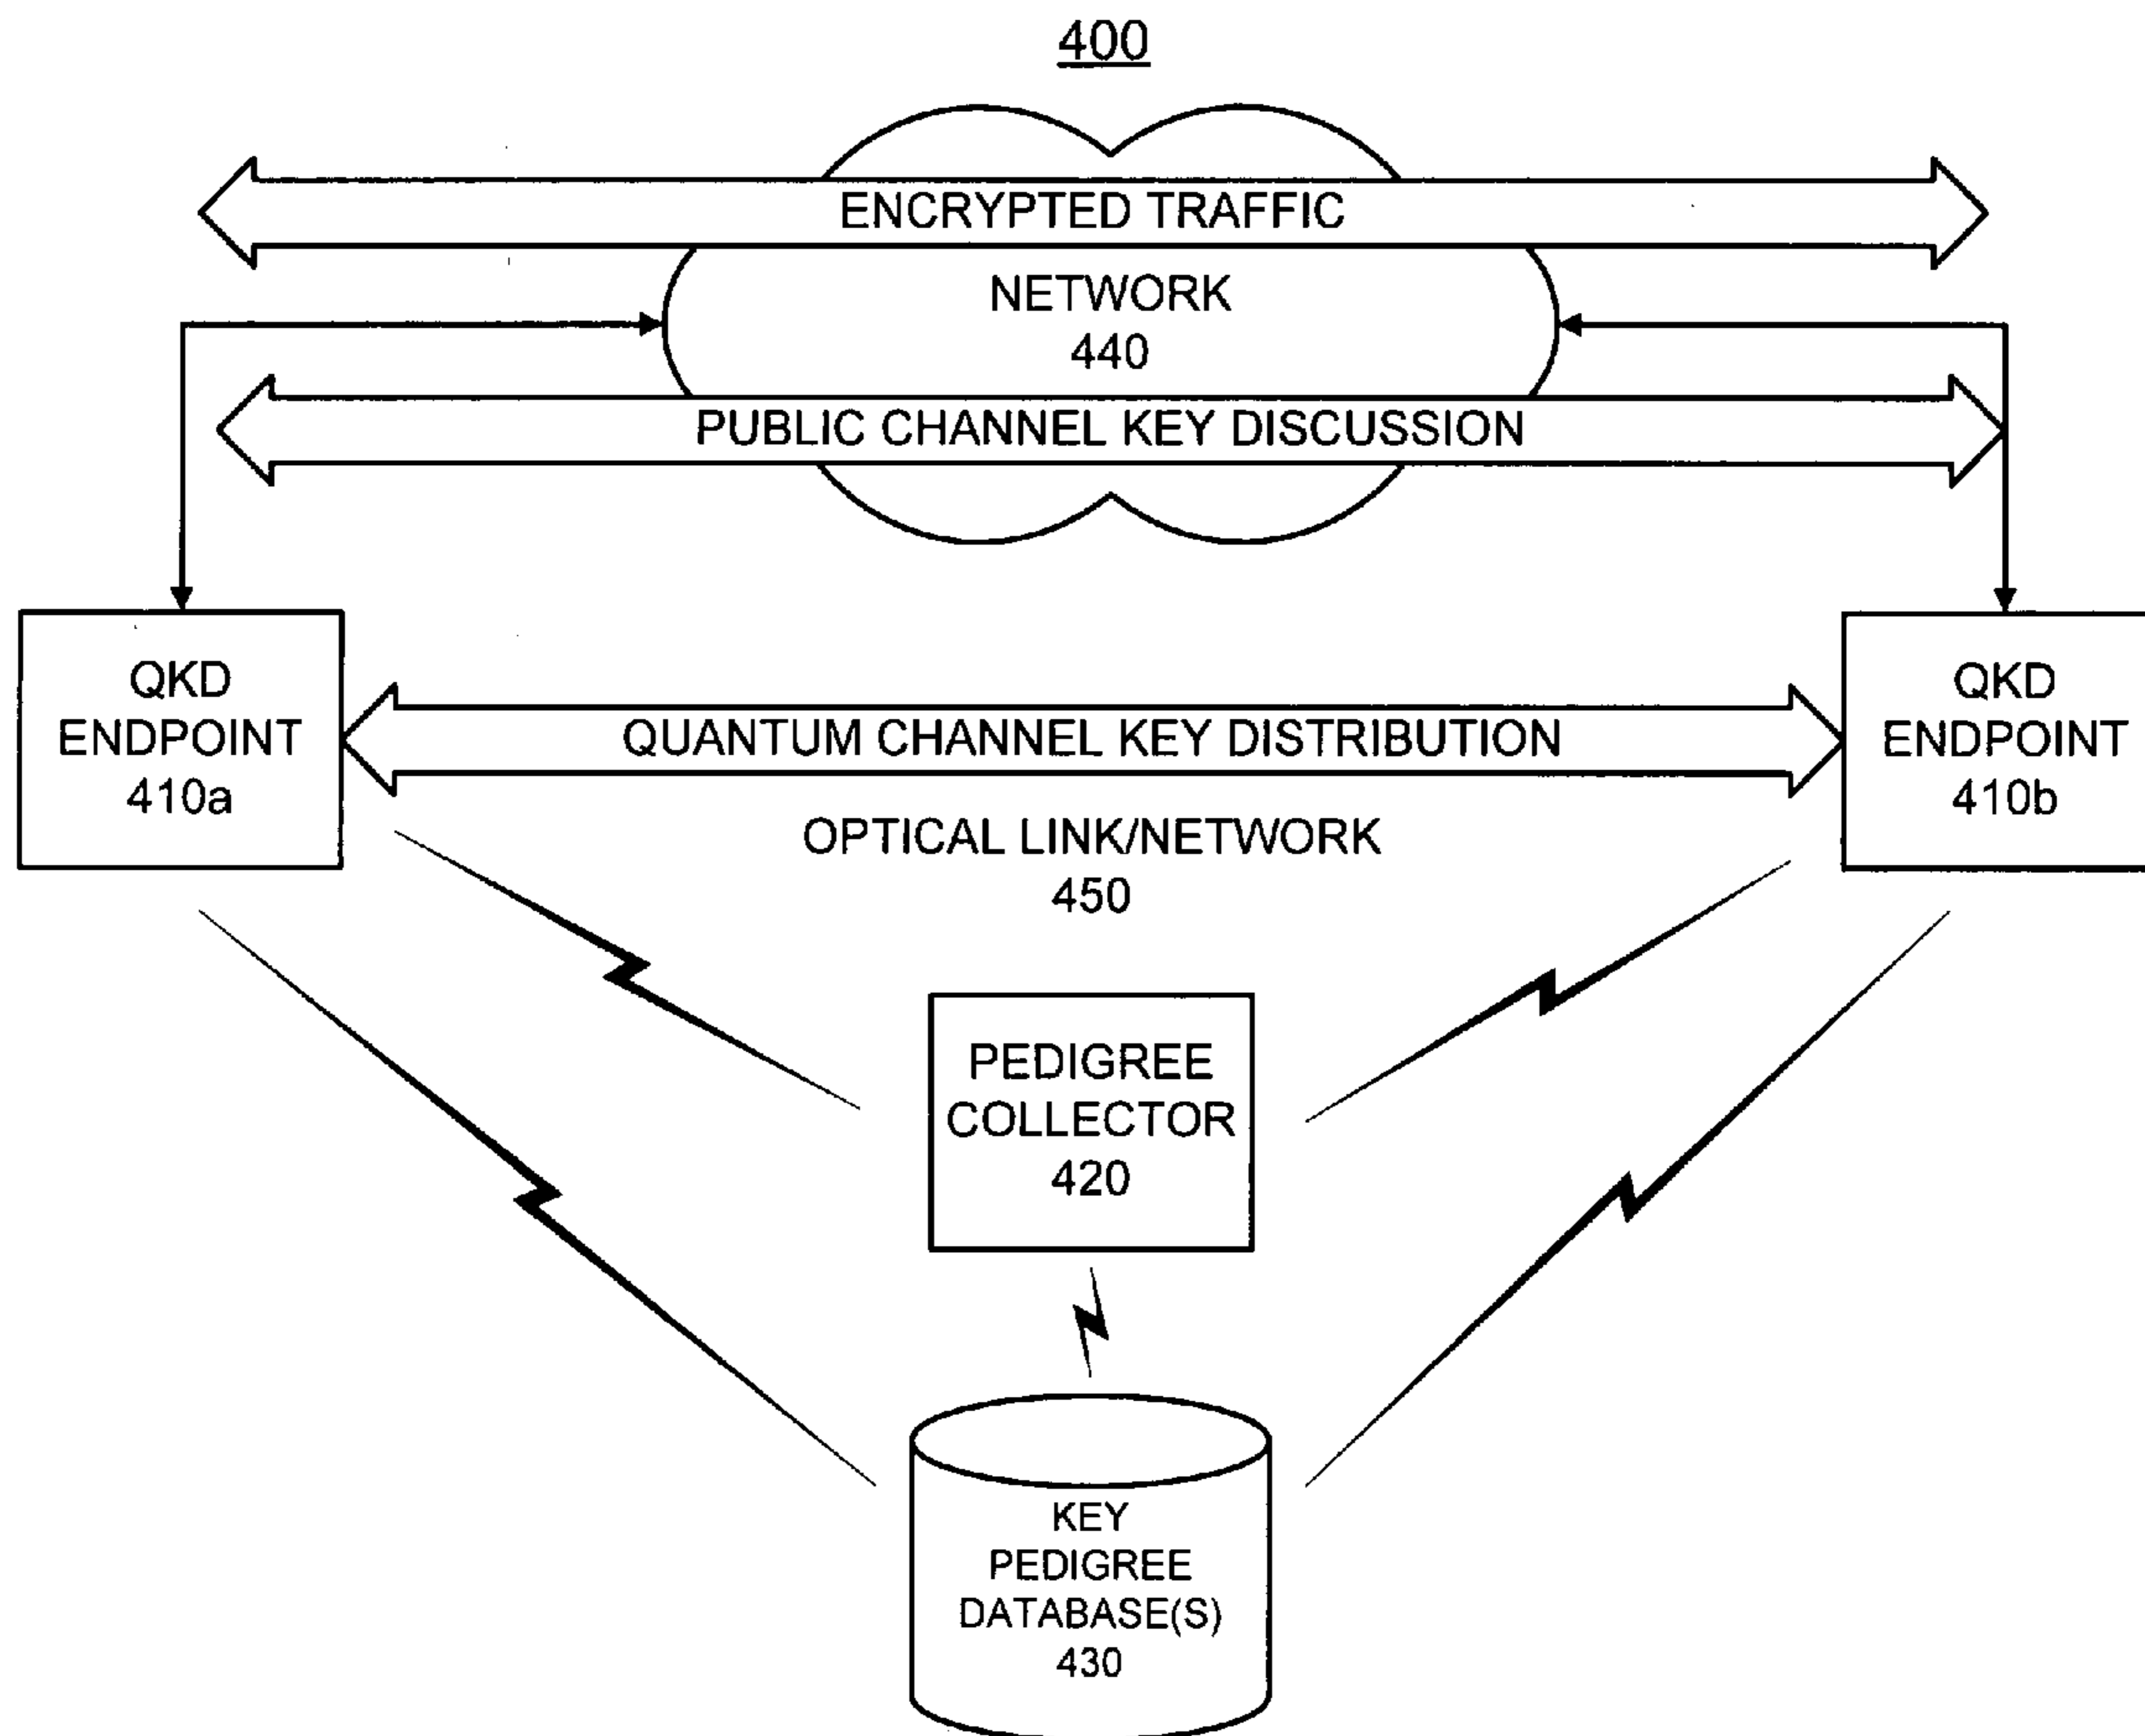 400
ENCRYPTED TRAFFIC
NETWORK
440
PUBLIC CHANNEL KEY DISCUSSION
QKD
ENDPOINT
410a
QUANTUM CHANNEL KEY DISTRIBUTION
QKD
ENDPOINT
410b
OPTICAL LINK/NETWORK
450
PEDIGREE
COLLECTOR
420
KEY
PEDIGREE
DATABASE(S)
430